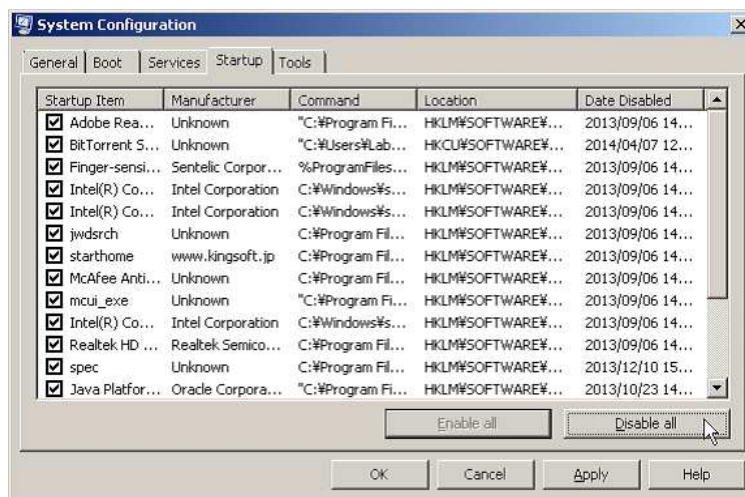 System Configuration
General Boot Services Startup Tools
Startup Item Manufacturer Command Location Date Disabled
Adobe Rea... Unknown "C:¥Program Fi... HKLM¥SOFTWARE¥... 2013/09/06 14...
BitTorrent S... Unknown "C:¥Users¥Lab... HKCU¥SOFTWARE¥... 2014/04/07 12...
Finger-sensi... Sentelic Corpor... %ProgramFiles... HKLM¥SOFTWARE¥... 2013/09/06 14...
Intel(R) Co... Intel Corporation C:¥Windows¥s... HKLM¥SOFTWARE¥... 2013/09/06 14...
Intel(R) Co... Intel Corporation C:¥Windows¥s... HKLM¥SOFTWARE¥... 2013/09/06 14...
jwdsrch Unknown C:¥Program Fil... HKLM¥SOFTWARE¥... 2013/09/06 14...
starthome www.kingsoft.jp C:¥Program Fil... HKLM¥SOFTWARE¥... 2013/09/06 14...
McAfee Anti... Unknown C:¥Program Fil... HKLM¥SOFTWARE¥... 2013/09/06 14...
mcui_exe Unknown "C:¥Program Fi... HKLM¥SOFTWARE¥... 2013/09/06 14...
Intel(R) Co... Intel Corporation C:¥Windows¥s... HKLM¥SOFTWARE¥... 2013/09/06 14...
Realtek HD ... Realtek Semico... C:¥Program Fil... HKLM¥SOFTWARE¥... 2013/09/06 14...
spec Unknown C:¥Program Fil... HKLM¥SOFTWARE¥... 2013/12/10 15...
Java Platfor... Oracle Corpora... "C:¥Program Fi... HKLM¥SOFTWARE¥... 2013/10/23 14...
Enable all Disable all
OK Cancel Apply Help